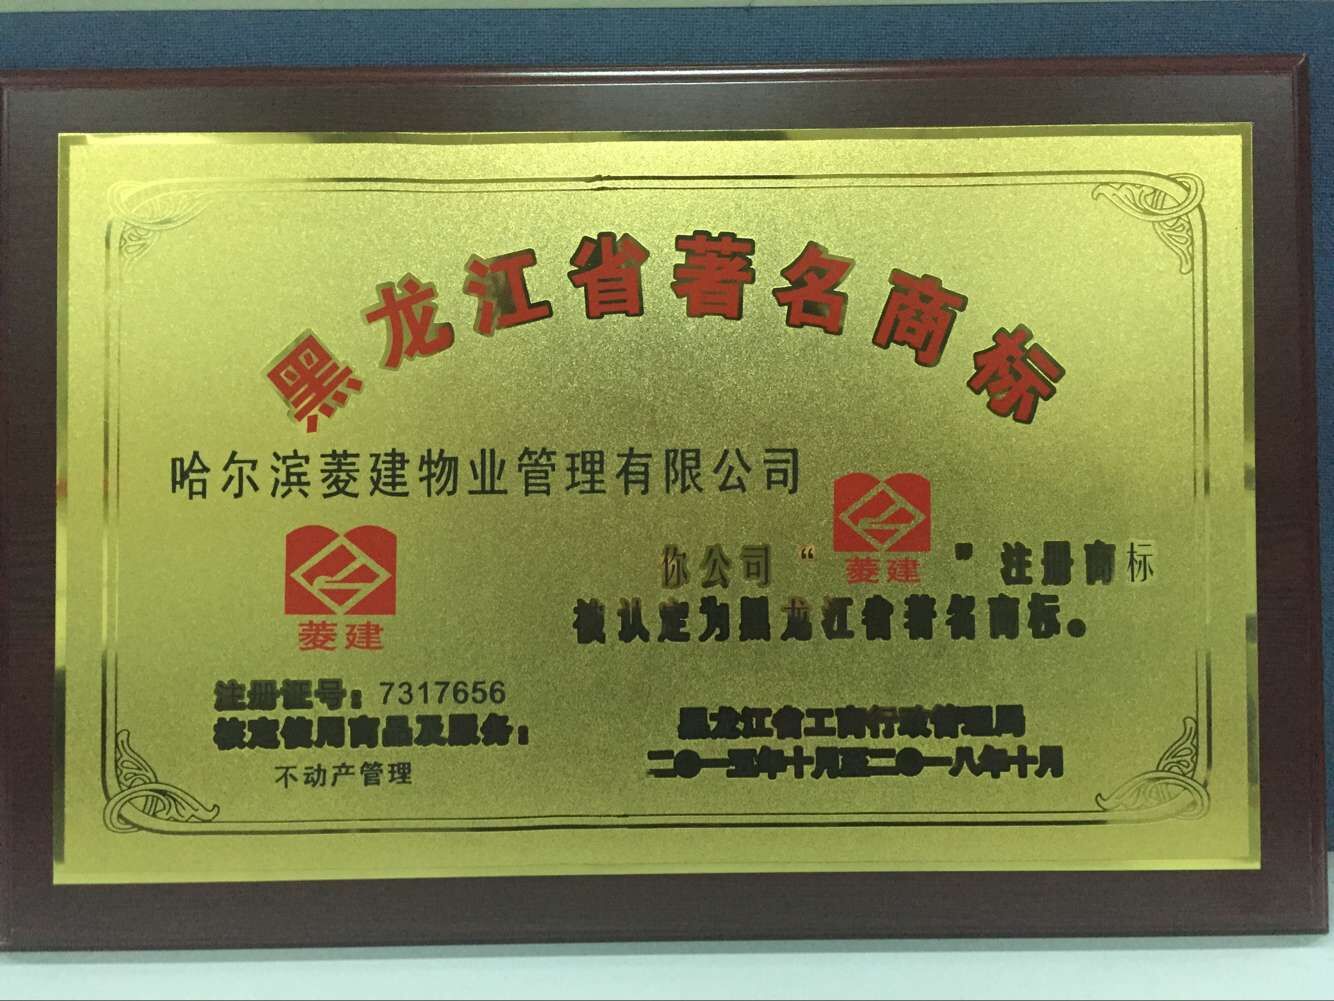 黑龙江省著名商标
哈尔滨菱建物业管理有限公司
菱建
你公司“菱建”注册商标
被认定为黑龙江省著名商标。
注册证号：7317656
核定使用商品及服务：
不动产管理
黑龙江省工商行政管理局
二〇一五年十月至二〇一八年十月